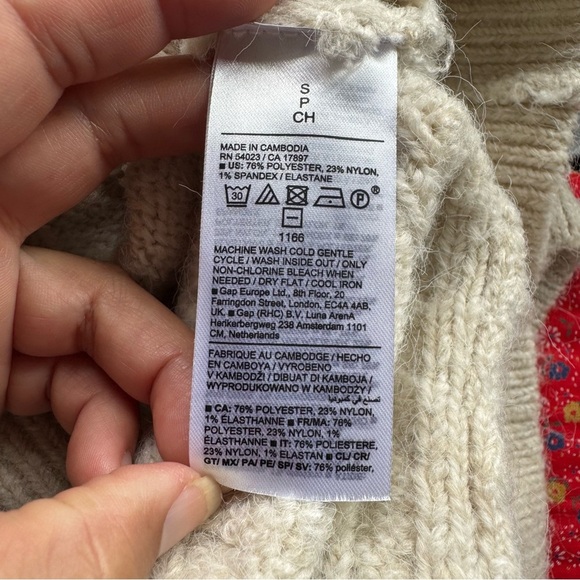 S
P
CH
MADE IN CAMBODIA
RN 54023 / CA 17897
■ US: 76% POLYESTER, 23% NYLON,
1% SPANDEX / ELASTANE
30 P ®
1166
MACHINE WASH COLD GENTLE
CYCLE / WASH INSIDE OUT / ONLY
NON-CHLORINE BLEACH WHEN
NEEDED / DRY FLAT / COOL IRON
■ Gap Europe Ltd., 8th Floor, 20
Farringdon Street, London, EC4A 4AB,
UK. ■ Gap (RHC) B.V. Luna ArenA
Herikerbergweg 238 Amsterdam 1101
CM, Netherlands
FABRIQUÉ AU CAMBODGE / HECHO
EN CAMBOYA / VYROBENO
V KAMBODŽI / DIBUAT DI KAMBOJA /
WYPRODUKOWANO W KAMBODŻY /
صنع في كمبوديا
■ CA: 76% POLYESTER, 23% NYLON,
1% ÉLASTHANNE ■ FR/MA: 76%
POLYESTER, 23% NYLON, 1%
ÉLASTHANNE ■ IT: 76% POLIESTERE,
23% NYLON, 1% ELASTAN ■ CL/CR/
GT/ MX/ PA/ PE/ SP/ SV: 76% poliéster,